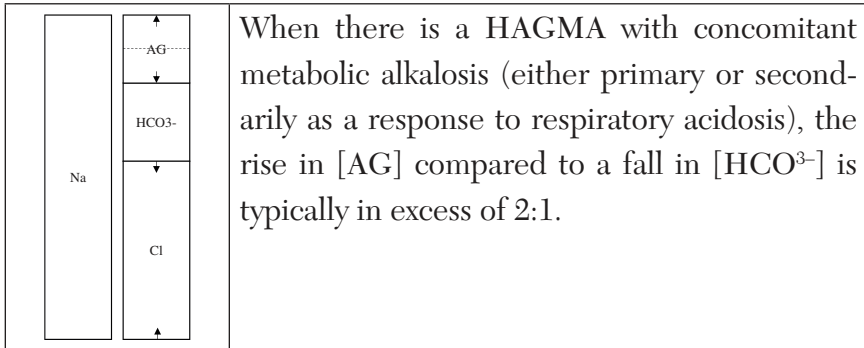 AG
HCO3-
Na
Cl
When there is a HAGMA with concomitant
metabolic alkalosis (either primary or second-
arily as a response to respiratory acidosis), the
rise in [AG] compared to a fall in [HCO³⁻] is
typically in excess of 2:1.